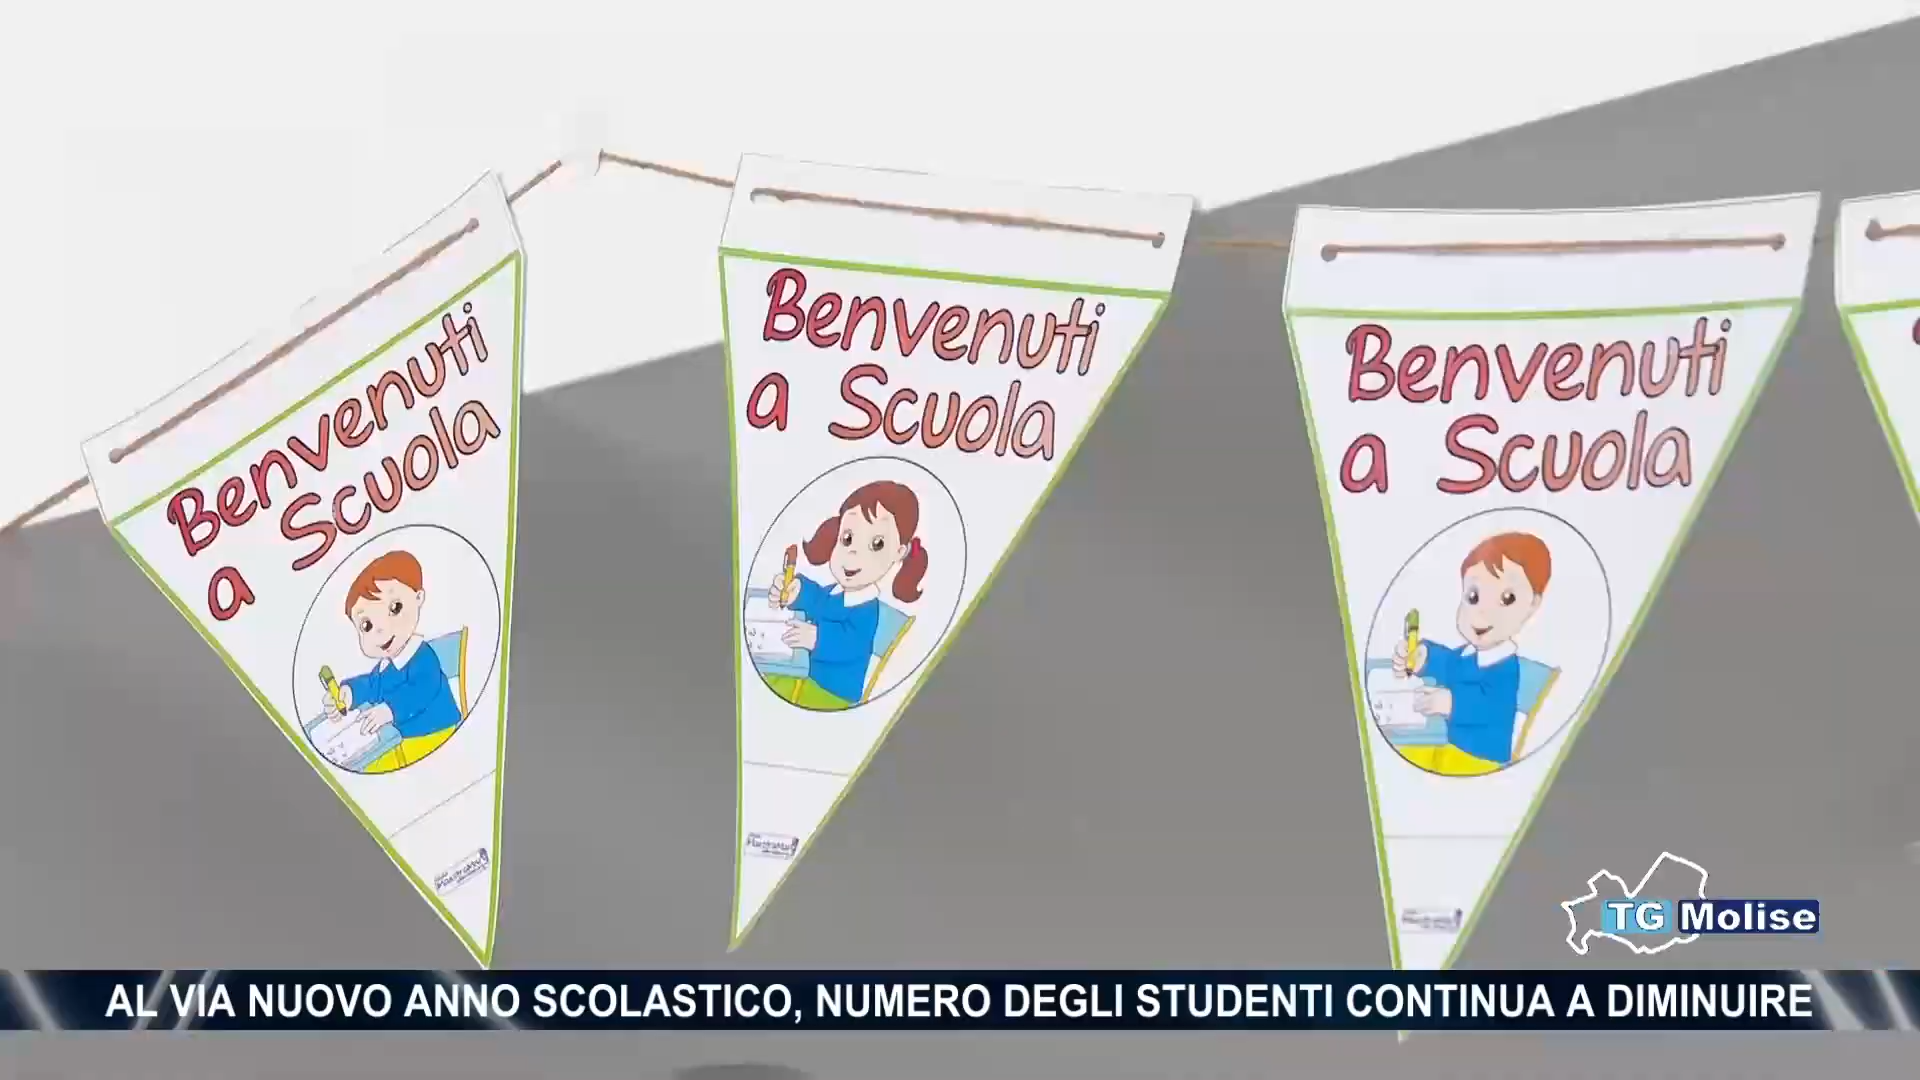 Benvenuti
a Scuola
Benvenuti
a Scuola
Benvenuti
a Scuola
TG Molise
AL VIA NUOVO ANNO SCOLASTICO, NUMERO DEGLI STUDENTI CONTINUA A DIMINUIRE